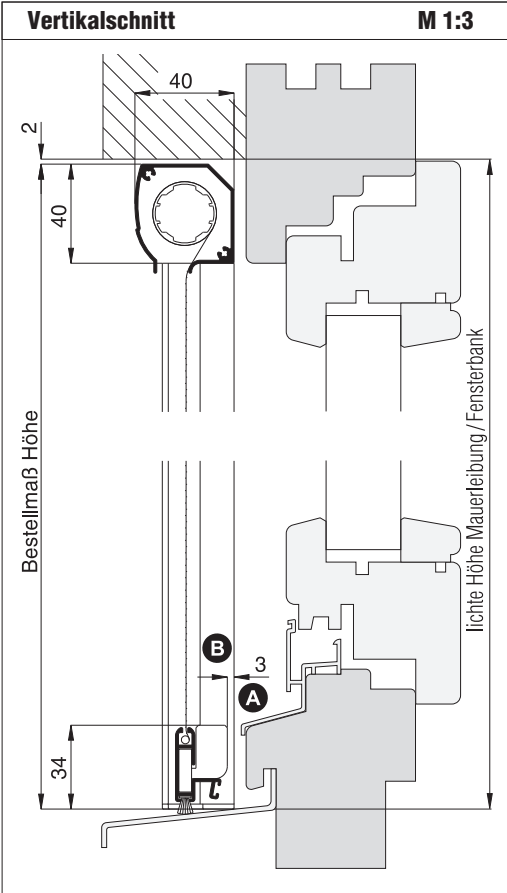 Vertikalschnitt M 1:3
40
2
40
Bestellmaß Höhe
lichte Höhe Mauerleibung / Fensterbank
B
3
A
34